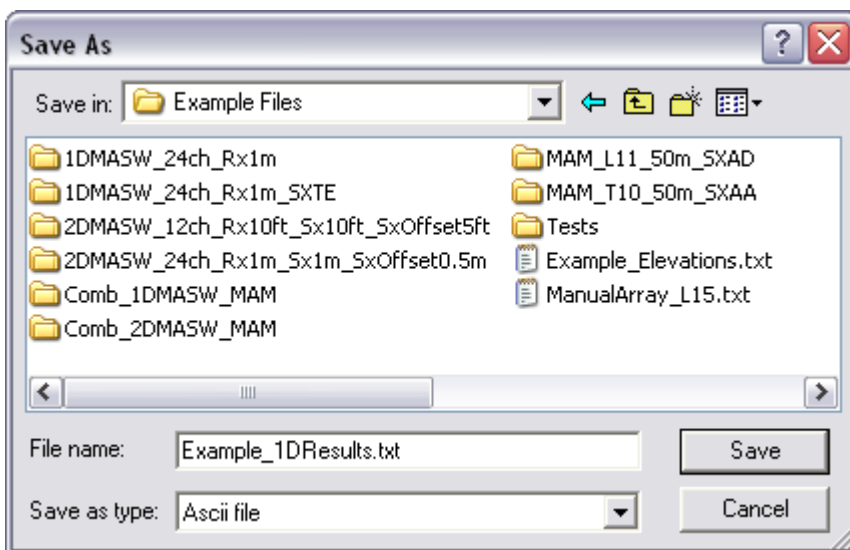 Save As
Save in: Example Files
1DMASW_24ch_Rx1m
1DMASW_24ch_Rx1m_SXTE
2DMASW_12ch_Rx10ft_Sx10ft_SxOffset5ft
2DMASW_24ch_Rx1m_Sx1m_SxOffset0.5m
Comb_1DMASW_MAM
Comb_2DMASW_MAM
MAM_L11_50m_SXAD
MAM_T10_50m_SXAA
Tests
Example_Elevations.txt
ManualArray_L15.txt
File name: Example_1DResults.txt
Save
Save as type: Ascii file
Cancel